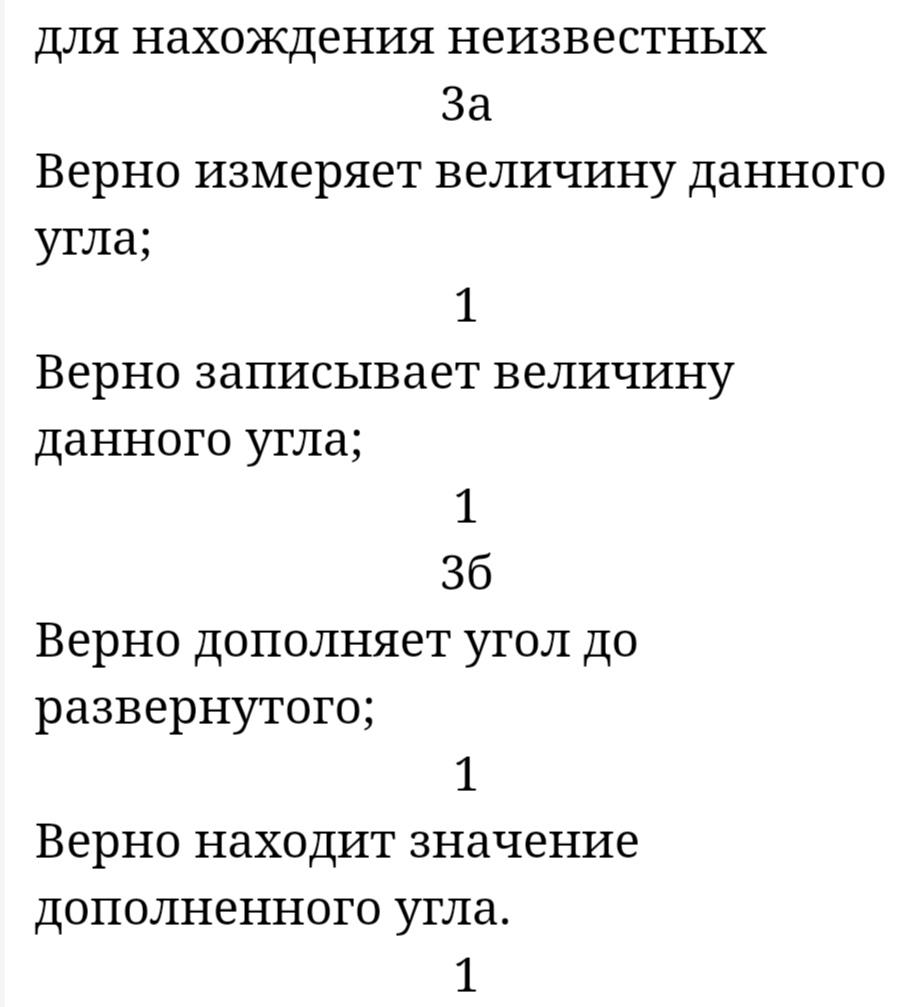 для нахождения неизвестных
3а
Верно измеряет величину данного
угла;
1
Верно записывает величину
данного угла;
1
3б
Верно дополняет угол до
развернутого;
1
Верно находит значение
дополненного угла.
1